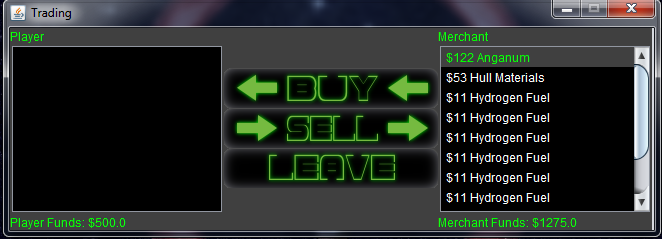 Trading
Player
Merchant
$122 Anganum
$53 Hull Materials
$11 Hydrogen Fuel
$11 Hydrogen Fuel
$11 Hydrogen Fuel
$11 Hydrogen Fuel
$11 Hydrogen Fuel
$11 Hydrogen Fuel
BUY
SELL
LEAVE
Player Funds: $500.0
Merchant Funds: $1275.0